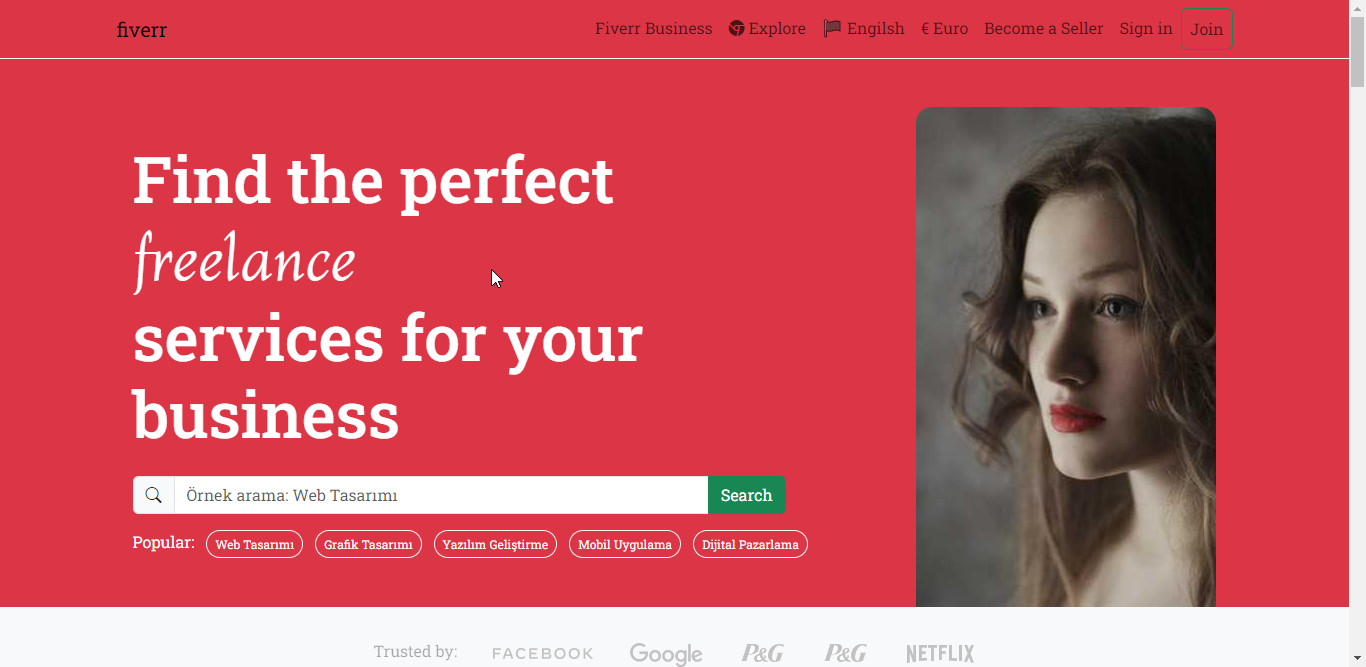 fiverr
Fiverr Business Explore Engilsh € Euro Become a Seller Sign in Join
Find the perfect
freelance
services for your
business
Örnek arama: Web Tasarımı Search
Popular: Web Tasarımı Grafik Tasarımı Yazılım Geliştirme Mobil Uygulama Dijital Pazarlama
Trusted by: FACEBOOK Google P&G P&G NETFLIX